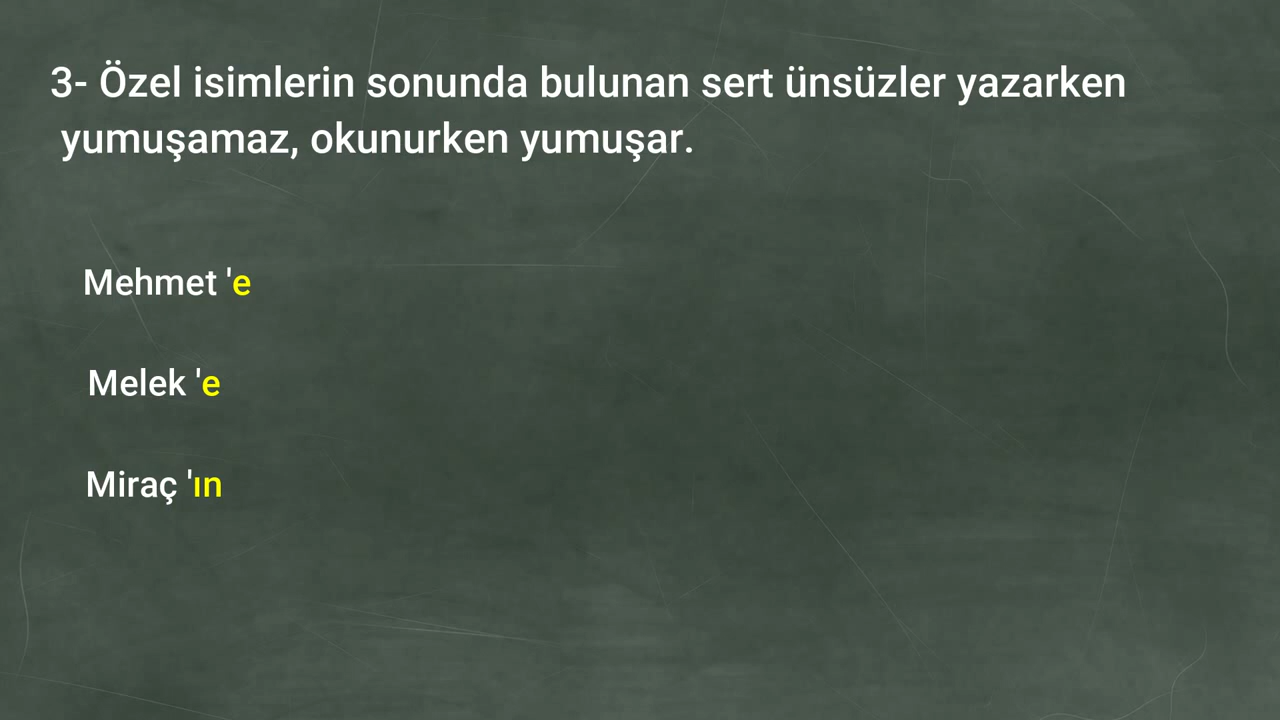 3- Özel isimlerin sonunda bulunan sert ünsüzler yazarken
yumuşamaz, okunurken yumuşar.
Mehmet 'e
Melek 'e
Miraç 'ın